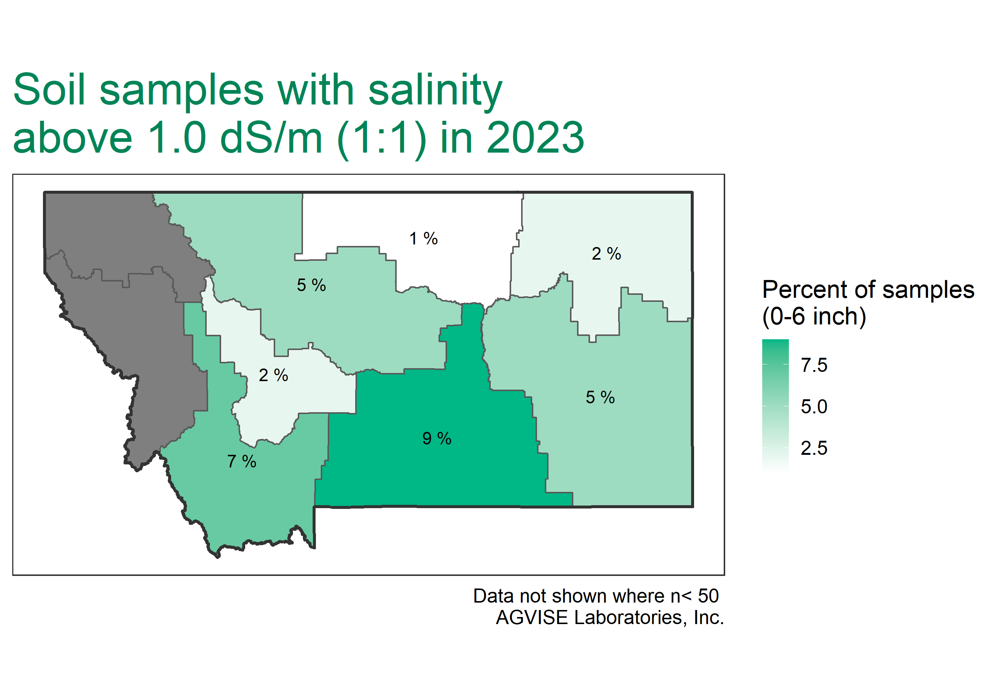 Soil samples with salinity
above 1.0 dS/m (1:1) in 2023
1 %
2 %
5 %
2 %
5 %
9 %
7 %
Percent of samples
(0-6 inch)
7.5
5.0
2.5
Data not shown where n< 50
AGVISE Laboratories, Inc.